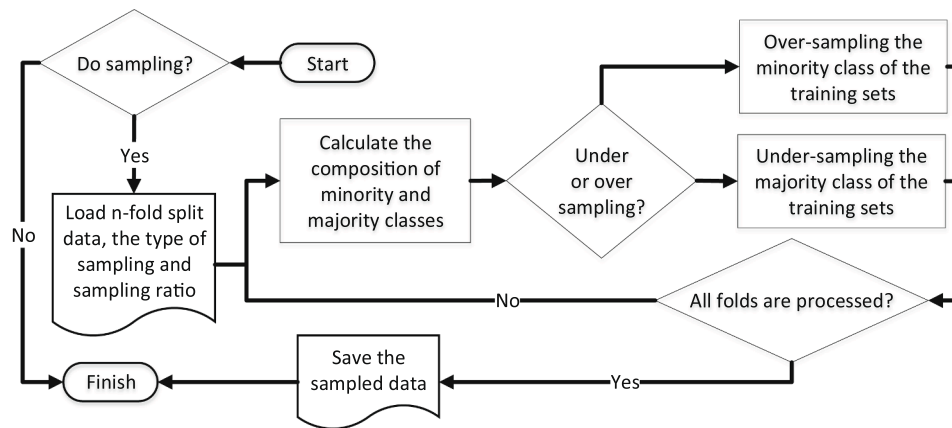 Do sampling?
Start
Yes
No
Load n-fold split
data, the type of
sampling and
sampling ratio
Calculate the
composition of
minority and
majority classes
Under
or over
sampling?
Over-sampling the
minority class of the
training sets
Under-sampling the
majority class of the
training sets
All folds are processed?
No
Yes
Save the
sampled data
Finish